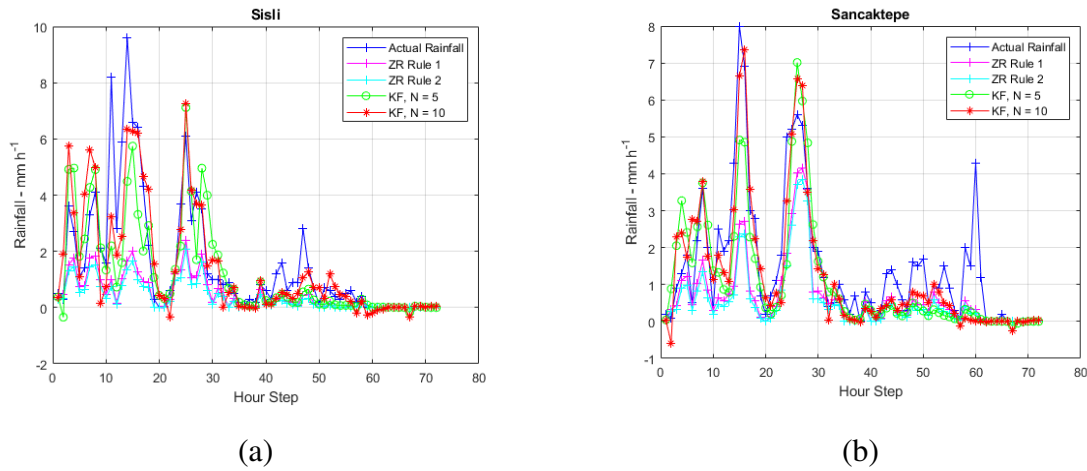 Sisli
Actual Rainfall
ZR Rule 1
ZR Rule 2
KF, N = 5
KF, N = 10
10
8
6
4
2
0
-2
Rainfall - mm h⁻¹
0 10 20 30 40 50 60 70 80
Hour Step
(a)
Sancaktepe
Actual Rainfall
ZR Rule 1
ZR Rule 2
KF, N = 5
KF, N = 10
8
7
6
5
4
3
2
1
0
-1
Rainfall - mm h⁻¹
0 10 20 30 40 50 60 70 80
Hour Step
(b)